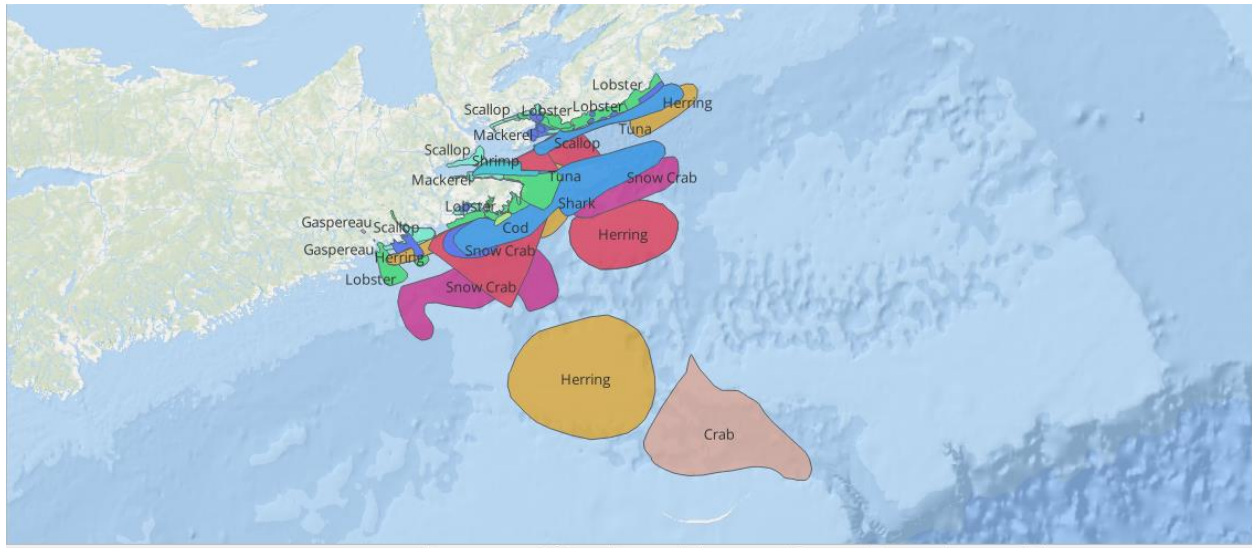 Lobster
Herring
Scallop
Lobster
Lobster
Tuna
Mackerel
Scallop
Scallop
Shrimp
Tuna
Snow Crab
Mackerel
Shark
Lobster
Gaspereau
Scallop
Cod
Herring
Gaspereau
Herring
Snow Crab
Lobster
Snow Crab
Herring
Crab